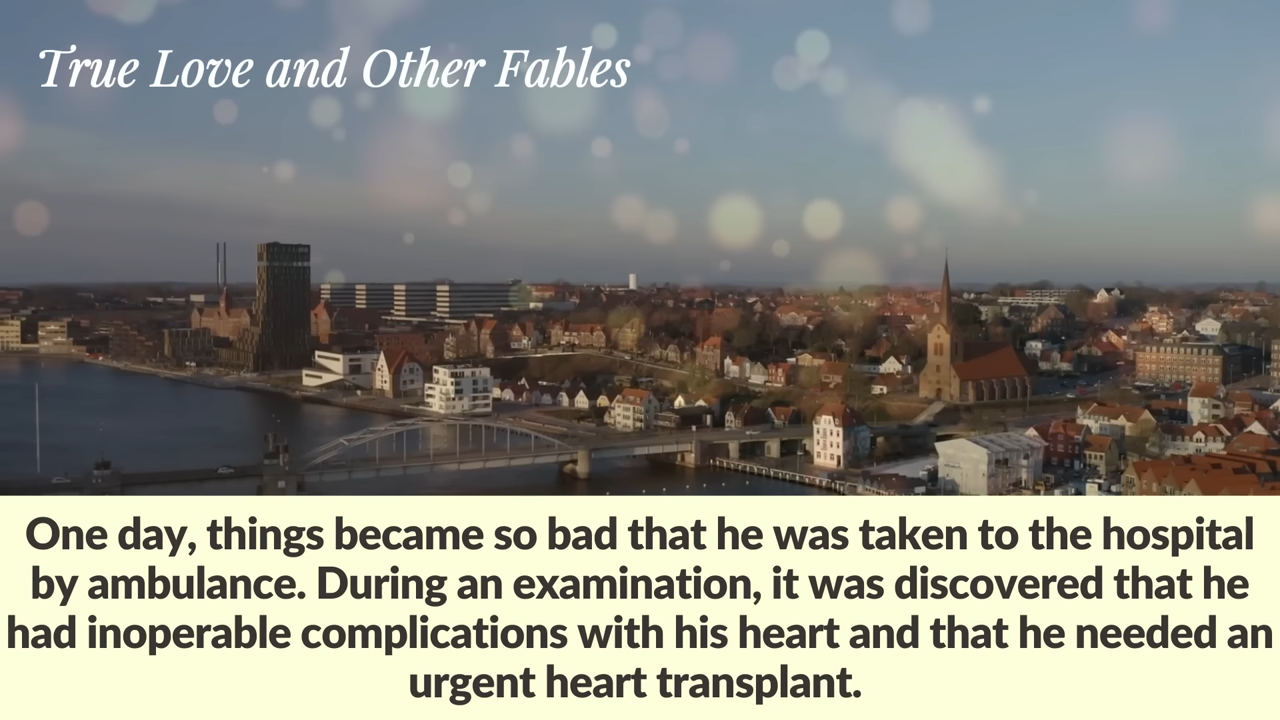 True Love and Other Fables
One day, things became so bad that he was taken to the hospital
by ambulance. During an examination, it was discovered that he
had inoperable complications with his heart and that he needed an
urgent heart transplant.